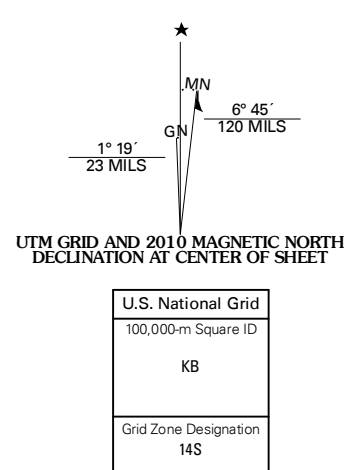 ★
MN
GN
6° 45´
120 MILS
1° 19´
23 MILS
UTM GRID AND 2010 MAGNETIC NORTH
DECLINATION AT CENTER OF SHEET
U.S. National Grid
100,000-m Square ID
KB
Grid Zone Designation
14S